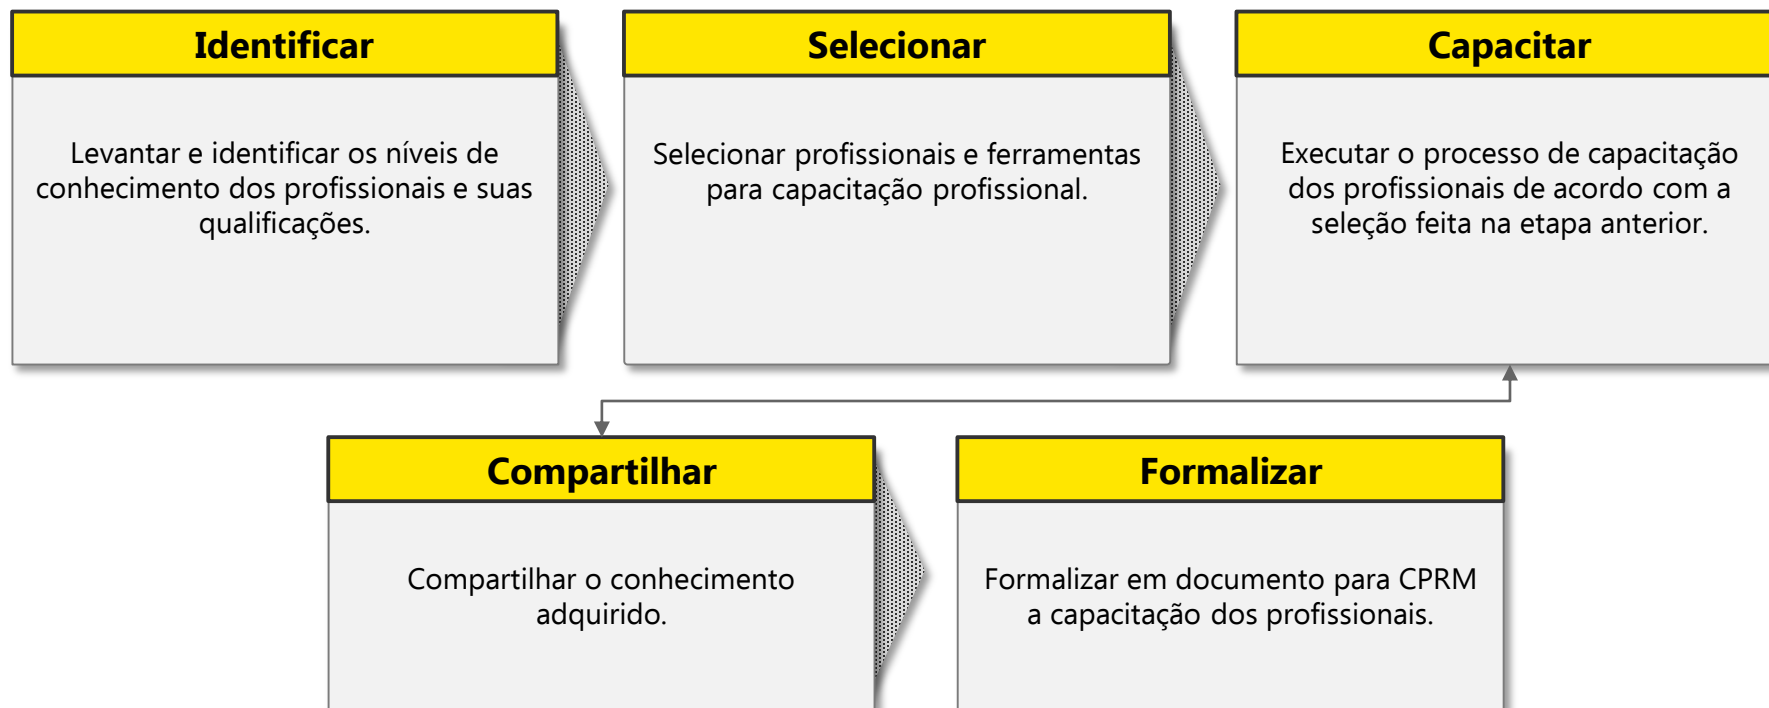 Identificar
Levantar e identificar os níveis de
conhecimento dos profissionais e suas
qualificações.
Selecionar
Selecionar profissionais e ferramentas
para capacitação profissional.
Capacitar
Executar o processo de capacitação
dos profissionais de acordo com a
seleção feita na etapa anterior.
Compartilhar
Compartilhar o conhecimento
adquirido.
Formalizar
Formalizar em documento para CPRM
a capacitação dos profissionais.